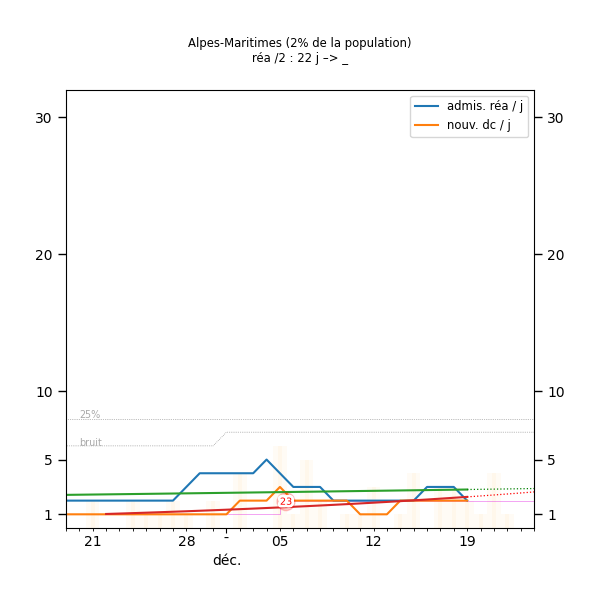 Alpes-Maritimes (2% de la population)
réa /2 : 22 j –> _
admis. réa / j
nouv. dc / j
30 30
20 20
10 10
25%
bruit
5 5
23
1 1
21 28 - 05 12 19
déc.